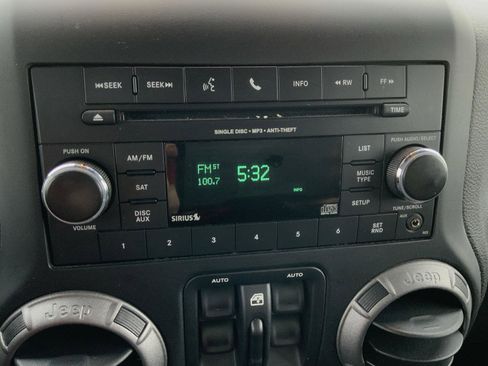 SEEK SEEK INFO RW FF
TIME
SINGLE DISC • MP3 • ANTI-THEFT
PUSH ON AM/FM FM ST 5:32 LIST PUSH AUDIO/SELECT
100.7 MUSIC TYPE
SAT INFO
DISC AUX SETUP
VOLUME SIRIUS TUNE/SCROLL
AUX
1 2 3 4 5 6 SET RND
AUTO AUTO
Jeep Jeep